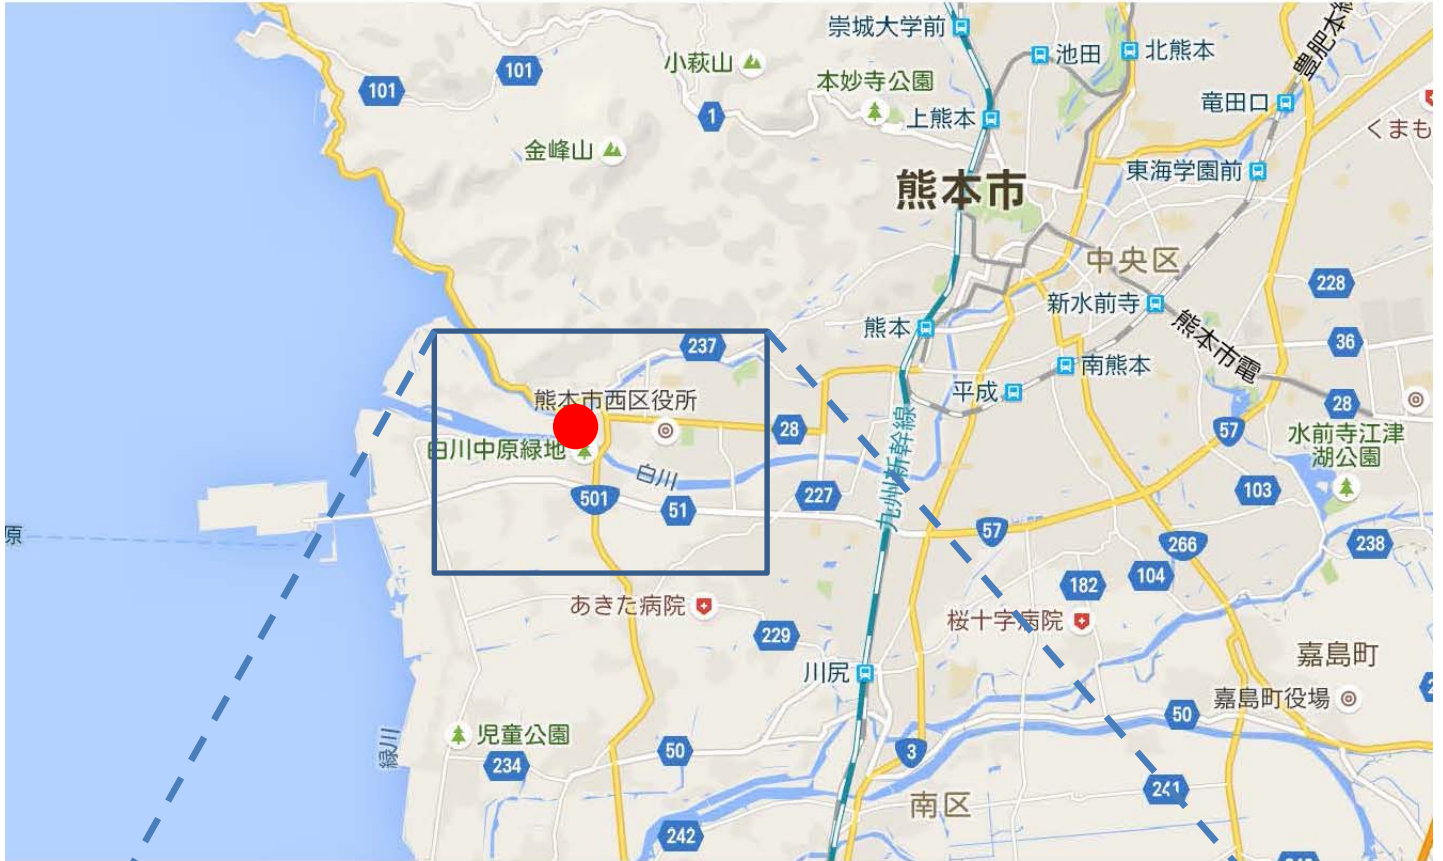 崇城大学前
池田
北熊本
豊肥本線
小萩山
101
101
本妙寺公園
竜田口
1
上熊本
くまも
金峰山
東海学園前
熊本市
中央区
228
新水前寺
熊本
熊本市電
36
237
南熊本
平成
熊本市西区役所
28
28
57
水前寺江津
湖公園
白川中原緑地
九州新幹線
白川
501
51
227
103
原
57
266
238
182
104
あきた病院
桜十字病院
229
嘉島町
川尻
嘉島町役場
50
児童公園
緑川
50
3
234
241
南区
242